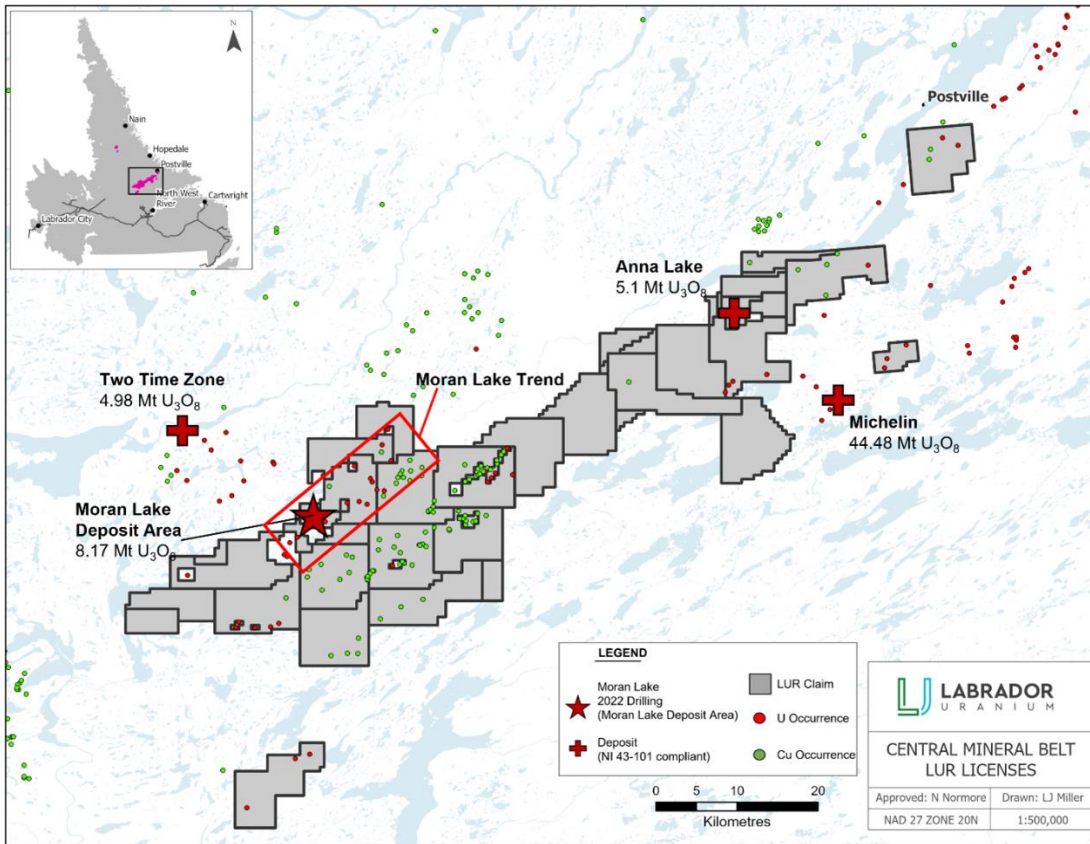 N
Nain
Hopedale
Postville
North West
River
Cartwright
Labrador City
Postville
Anna Lake
5.1 Mt U₃O₈
Two Time Zone
4.98 Mt U₃O₈
Moran Lake Trend
Michelin
44.48 Mt U₃O₈
Moran Lake
Deposit Area
8.17 Mt U₃O₈
LEGEND
Moran Lake
2022 Drilling
(Moran Lake Deposit Area)
Deposit
(NI 43-101 compliant)
LUR Claim
U Occurrence
Cu Occurrence
0 5 10 20
Kilometres
LABRADOR
URANIUM
CENTRAL MINERAL BELT
LUR LICENSES
Approved: N Normore
Drawn: LJ Miller
NAD 27 ZONE 20N
1:500,000